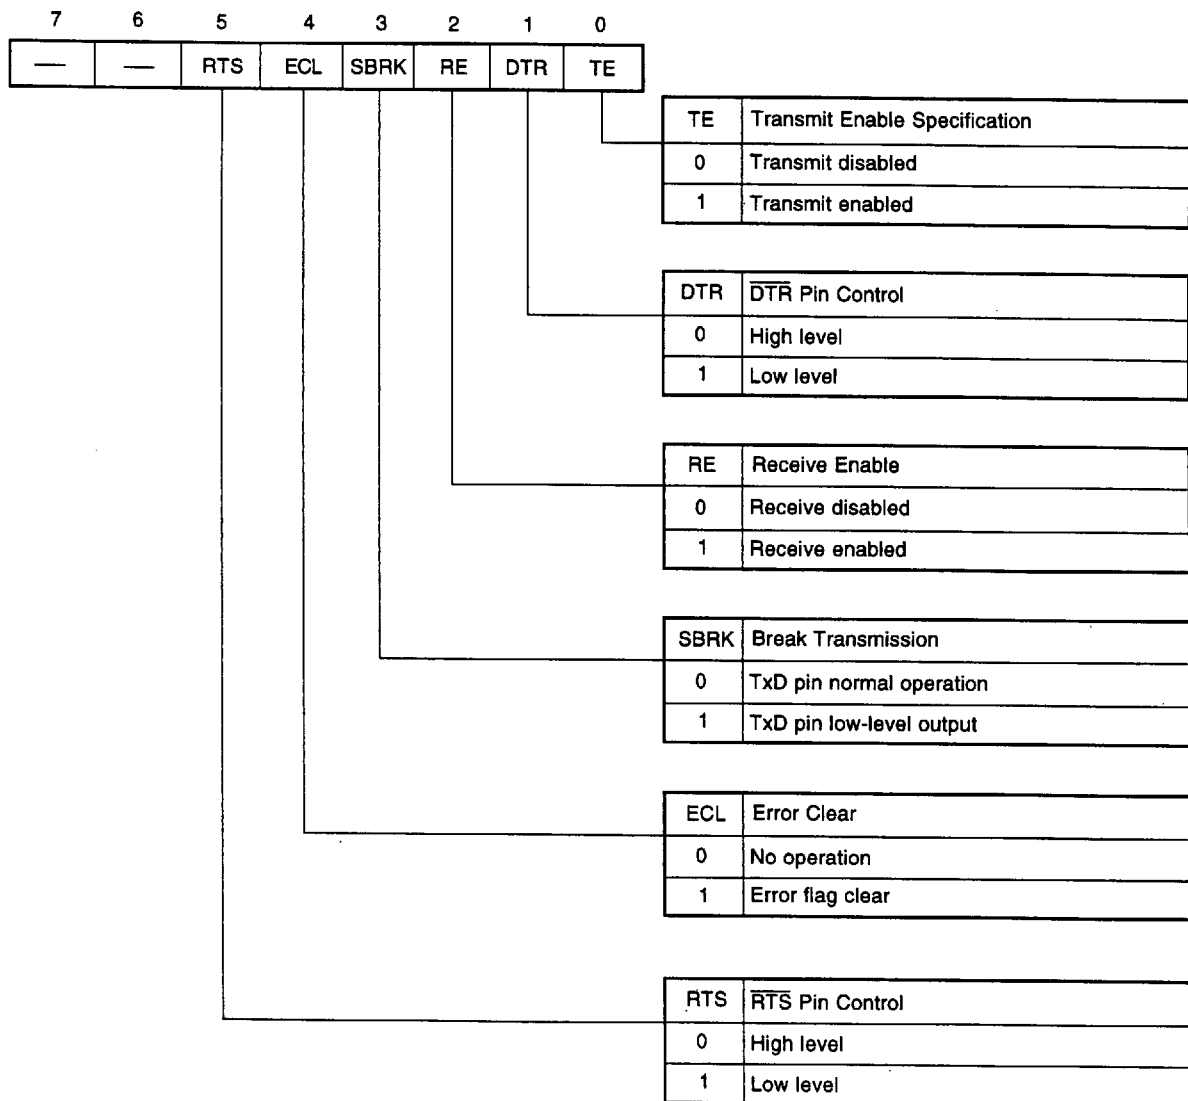 7 6 5 4 3 2 1 0
— — RTS ECL SBRK RE DTR TE
TE Transmit Enable Specification
0 Transmit disabled
1 Transmit enabled
DTR D̅T̅R̅ Pin Control
0 High level
1 Low level
RE Receive Enable
0 Receive disabled
1 Receive enabled
SBRK Break Transmission
0 TxD pin normal operation
1 TxD pin low-level output
ECL Error Clear
0 No operation
1 Error flag clear
RTS R̅T̅S̅ Pin Control
0 High level
1 Low level